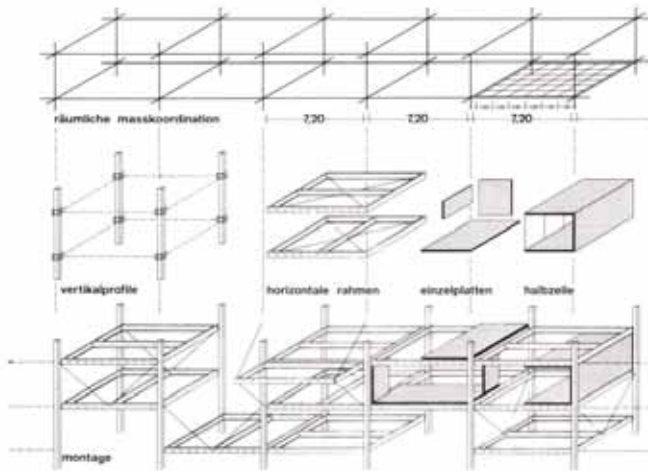 räumliche masskoordination 7,20 7,20 7,20
vertikalprofile horizontale rahmen einzelplatten halbzelle
montage